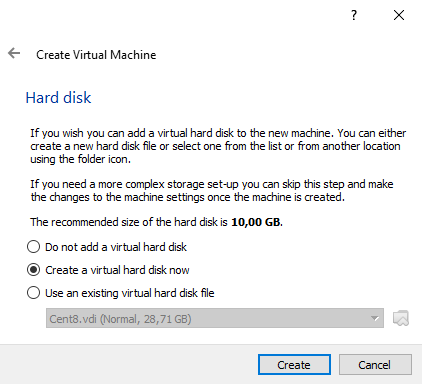 ?
Create Virtual Machine
Hard disk
If you wish you can add a virtual hard disk to the new machine. You can either
create a new hard disk file or select one from the list or from another location
using the folder icon.
If you need a more complex storage set-up you can skip this step and make
the changes to the machine settings once the machine is created.
The recommended size of the hard disk is 10,00 GB.
Do not add a virtual hard disk
Create a virtual hard disk now
Use an existing virtual hard disk file
Cent8.vdi (Normal, 28,71 GB)
Create
Cancel